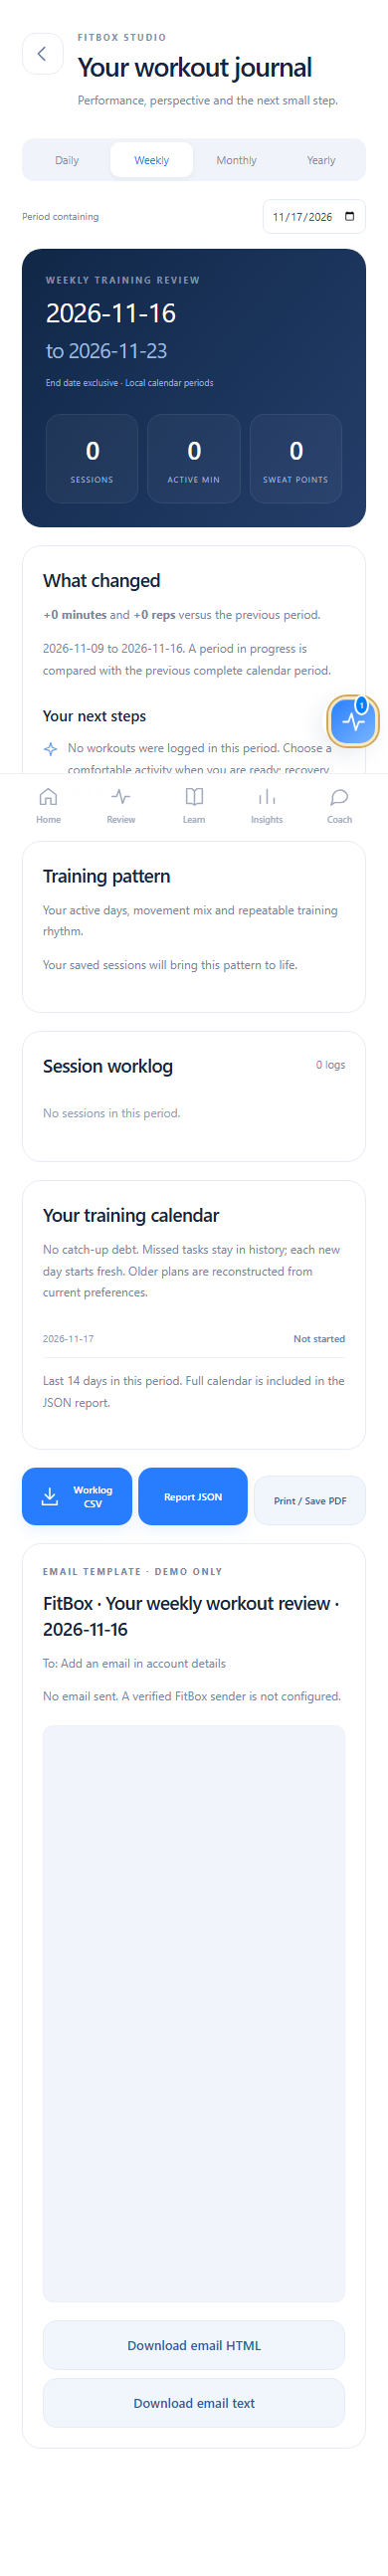 FITBOX STUDIO
Your workout journal
Performance, perspective and the next small step.
Daily
Weekly
Monthly
Yearly
Period containing
11/17/2026
WEEKLY TRAINING REVIEW
2026-11-16
to 2026-11-23
End date exclusive · Local calendar periods
0
SESSIONS
0
ACTIVE MIN
0
SWEAT POINTS
What changed
+0 minutes and +0 reps versus the previous period.
2026-11-09 to 2026-11-16. A period in progress is
compared with the previous complete calendar period.
1
Your next steps
No workouts were logged in this period. Choose a
comfortable activity when you are ready; recovery
Home
Review
Learn
Insights
Coach
Training pattern
Your active days, movement mix and repeatable training
rhythm.
Your saved sessions will bring this pattern to life.
Session worklog
0 logs
No sessions in this period.
Your training calendar
No catch-up debt. Missed tasks stay in history; each new
day starts fresh. Older plans are reconstructed from
current preferences.
2026-11-17
Not started
Last 14 days in this period. Full calendar is included in the
JSON report.
Worklog
CSV
Report JSON
Print / Save PDF
EMAIL TEMPLATE · DEMO ONLY
FitBox · Your weekly workout review ·
2026-11-16
To: Add an email in account details
No email sent. A verified FitBox sender is not configured.
Download email HTML
Download email text